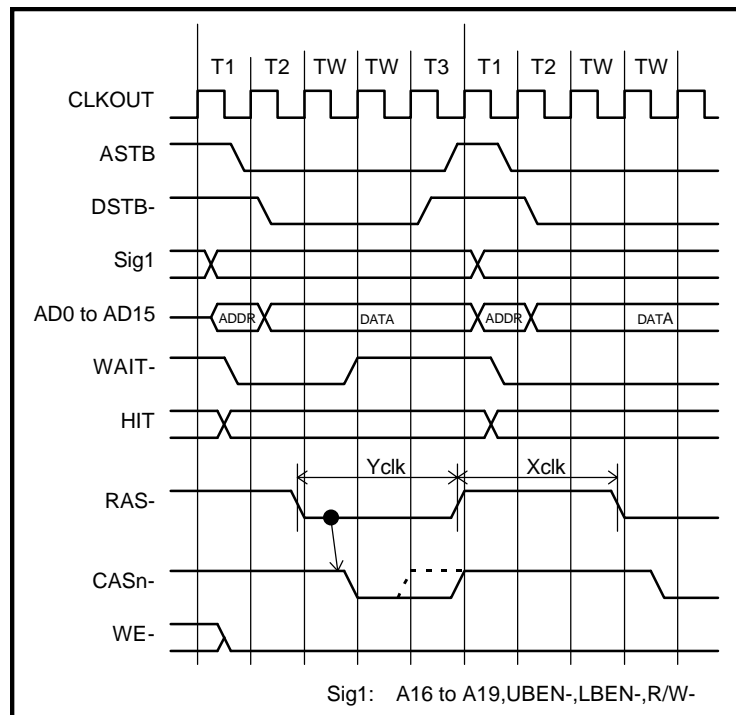 T1 T2 TW TW T3 T1 T2 TW TW
CLKOUT
ASTB
DSTB-
Sig1
AD0 to AD15 ADDR DATA ADDR DATA
WAIT-
HIT
Yclk Xclk
RAS-
CASn-
WE-
Sig1: A16 to A19,UBEN-,LBEN-,R/W-